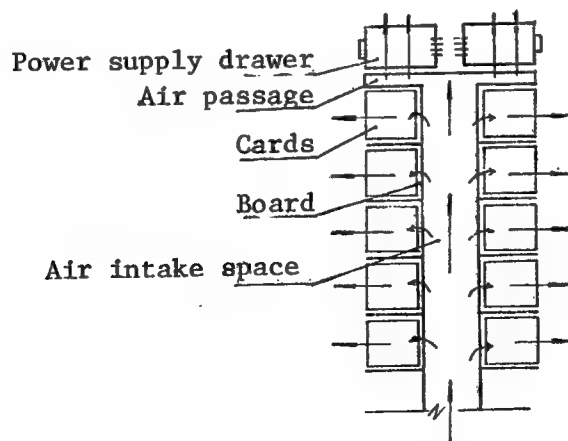 Power supply drawer
Air passage
Cards
Board
Air intake space